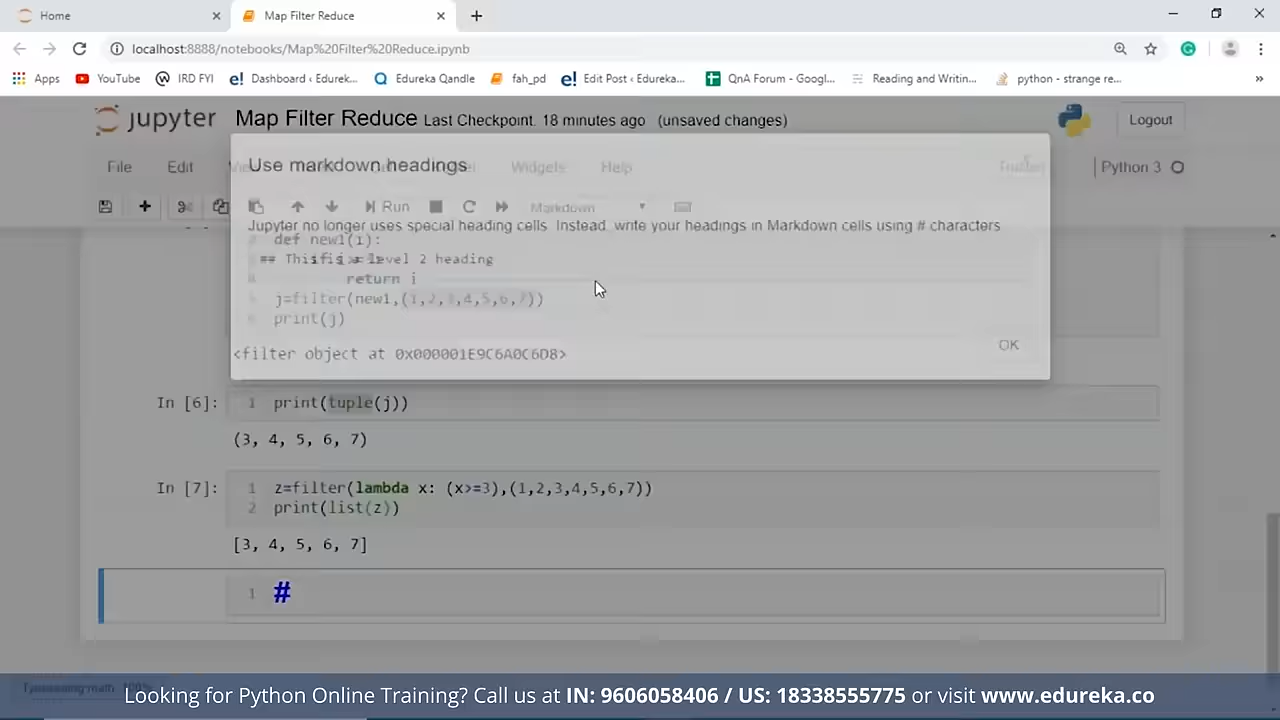 Home
Map Filter Reduce
localhost:8888/notebooks/Map%20Filter%20Reduce.ipynb
Apps YouTube IRD FYI Dashboard ‹ Edurek... Edureka Qandle fah_pd Edit Post ‹ Edureka... QnA Forum - Googl... Reading and Writin... python - strange re... »
jupyter Map Filter Reduce Last Checkpoint: 18 minutes ago (unsaved changes) Logout
File Edit Widgets Help Trusted Python 3
Use markdown headings
Run Markdown
Jupyter no longer uses special heading cells. Instead, write your headings in Markdown cells using # characters
def new1(i):
## This is a level 2 heading
return i
j=filter(new1,(1,2,3,4,5,6,7))
print(j)
OK
<filter object at 0x000001E9C6A0C6D8>
In [6]: 1 print(tuple(j))
(3, 4, 5, 6, 7)
In [7]: 1 z=filter(lambda x: (x>=3),(1,2,3,4,5,6,7))
2 print(list(z))
[3, 4, 5, 6, 7]
1 #
Looking for Python Online Training? Call us at IN: 9606058406 / US: 18338555775 or visit www.edureka.co